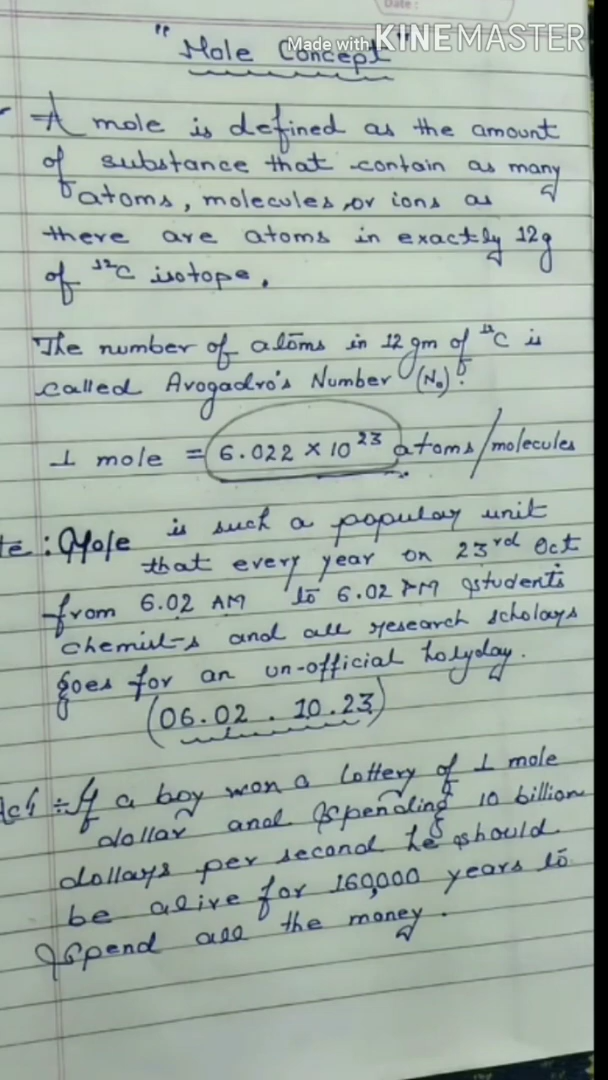 Date :
Made with KINEMASTER
" Mole Concept "
A mole is defined as the amount
of substance that contain as many
atoms, molecules, or ions as
there are atoms in exactly 12g
of ¹²C isotope.
The number of atoms in 12 gm of ¹²C is
called Avogadro's Number (N₀).
1 mole = 6.022 × 10²³ atoms/molecules
te : Mole is such a popular unit
that every year on 23rd Oct
from 6.02 AM to 6.02 PM students
chemist-s and all research scholars
goes for an un-official holyday.
(06.02 . 10.23)
If a boy won a lottery of 1 mole
dollar and spending 10 billion
dollars per second he should
be alive for 160,000 years to
spend all the money.